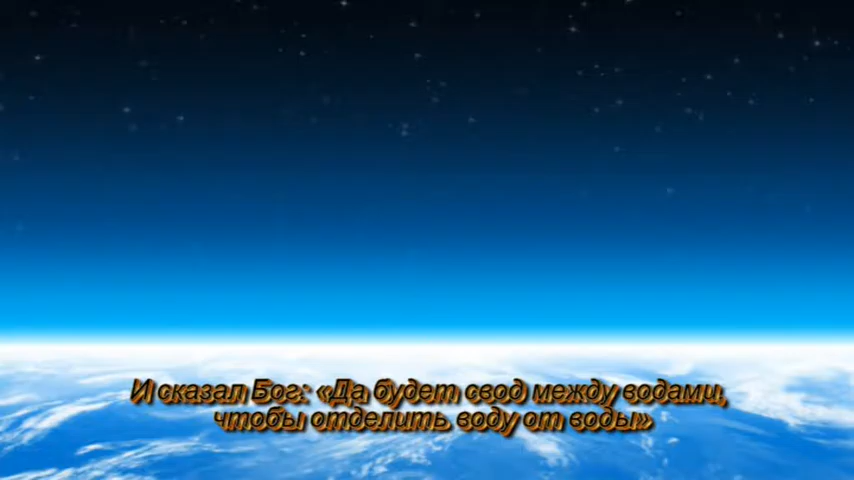 И сказал Бог: «Да будет свод между водами,
чтобы отделить воду от воды»